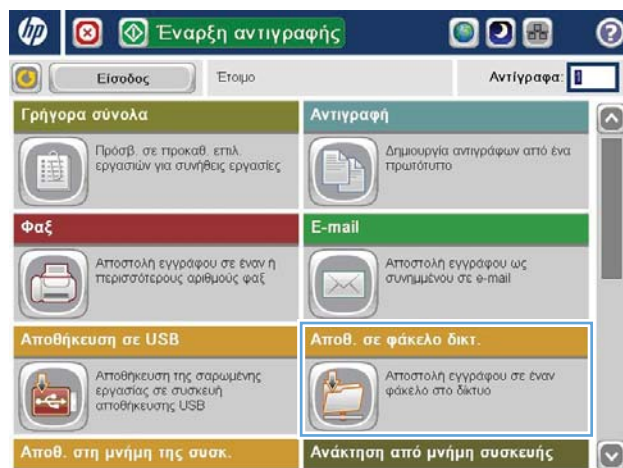 hp
Έναρξη αντιγραφής
?
Είσοδος
Έτοιμο
Αντίγραφα: 1
Γρήγορα σύνολα
Πρόσβ. σε προκαθ. επιλ.
εργασιών για συνήθεις εργασίες
Αντιγραφή
Δημιουργία αντιγράφων από ένα
πρωτότυπο
Φαξ
Αποστολή εγγράφου σε έναν ή
περισσότερους αριθμούς φαξ
E-mail
Αποστολή εγγράφου ως
συνημμένου σε e-mail
Αποθήκευση σε USB
Αποθήκευση της σαρωμένης
εργασίας σε συσκευή
αποθήκευσης USB
Αποθ. σε φάκελο δικτ.
Αποστολή εγγράφου σε έναν
φάκελο στο δίκτυο
Αποθ. στη μνήμη της συσκ.
Ανάκτηση από μνήμη συσκευής